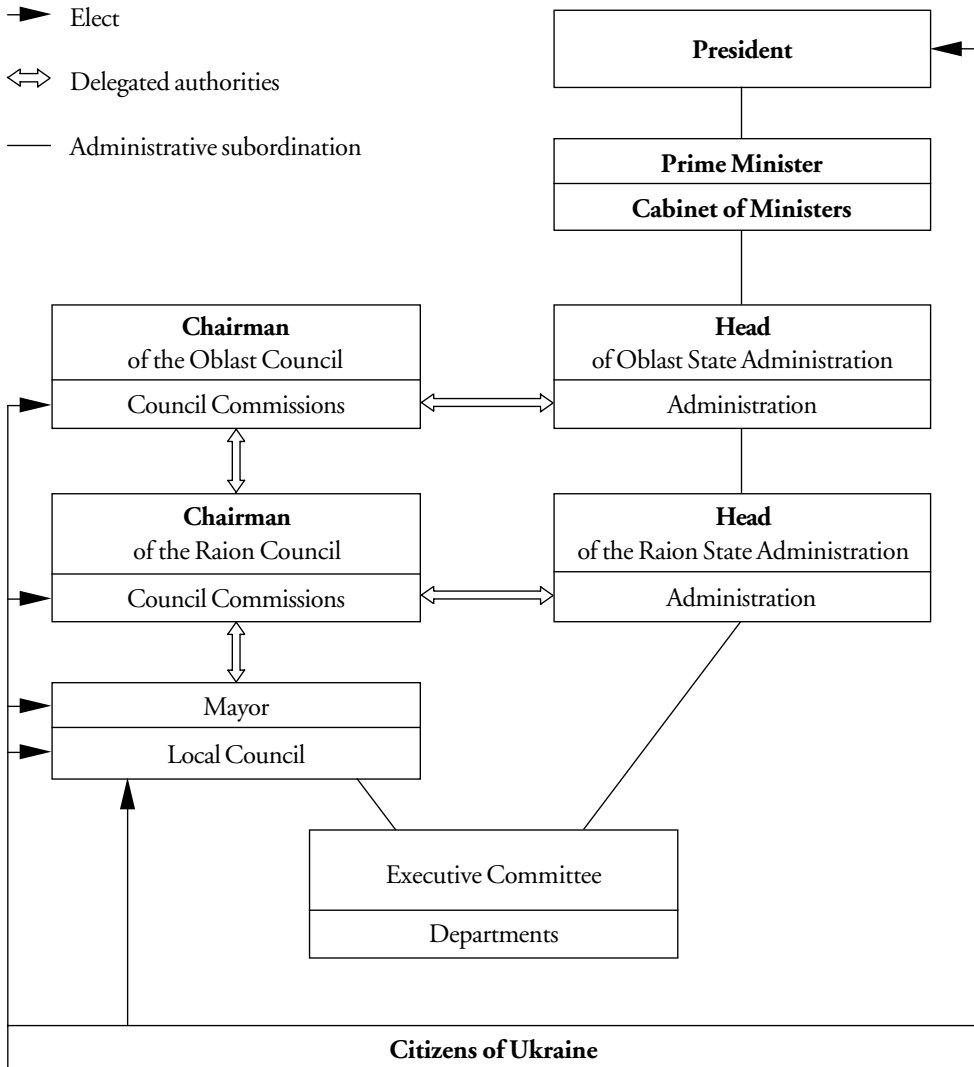 Elect
Delegated authorities
Administrative subordination
President
Prime Minister
Cabinet of Ministers
Chairman
of the Oblast Council
Council Commissions
Head
of Oblast State Administration
Administration
Chairman
of the Raion Council
Council Commissions
Head
of the Raion State Administration
Administration
Mayor
Local Council
Executive Committee
Departments
Citizens of Ukraine